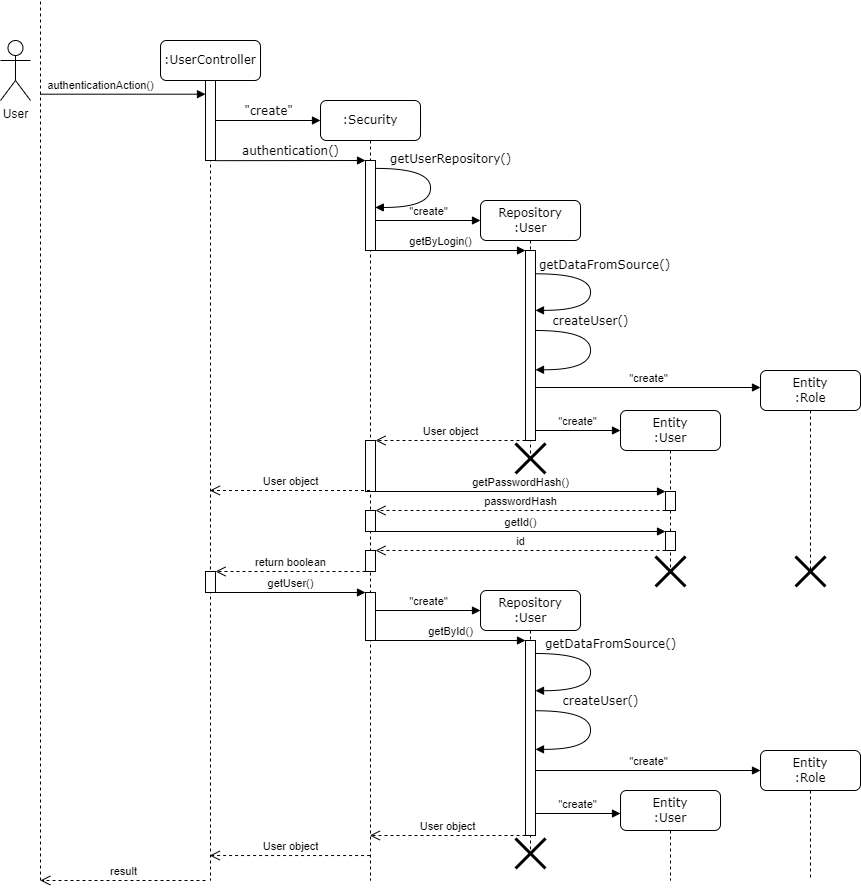 :UserController
authenticationAction()
User
"create"
:Security
authentication()
getUserRepository()
"create"
Repository
:User
getByLogin()
getDataFromSource()
createUser()
"create"
Entity
:Role
"create"
Entity
:User
User object
User object
getPasswordHash()
passwordHash
getId()
id
return boolean
getUser()
"create"
Repository
:User
getById()
getDataFromSource()
createUser()
"create"
Entity
:Role
"create"
Entity
:User
User object
User object
result